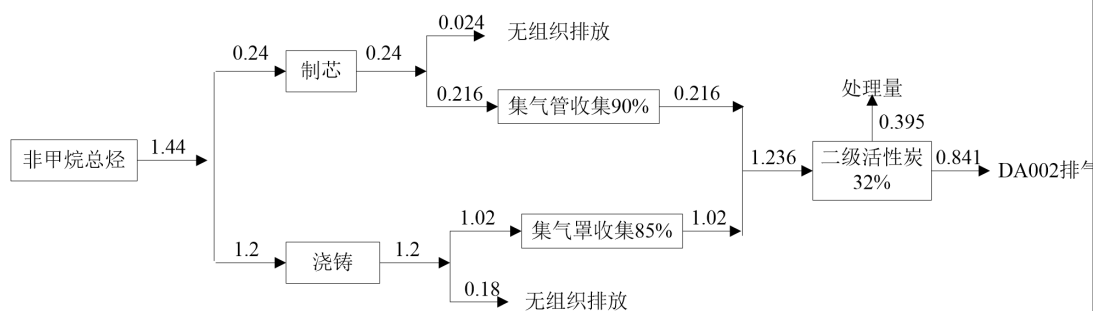 0.024
无组织排放
0.24
制芯
0.24
0.216
集气管收集90%
0.216
处理量
0.395
非甲烷总烃
1.44
1.236
二级活性炭
32%
0.841
DA002排气
1.02
集气罩收集85%
1.02
1.2
浇铸
1.2
0.18
无组织排放